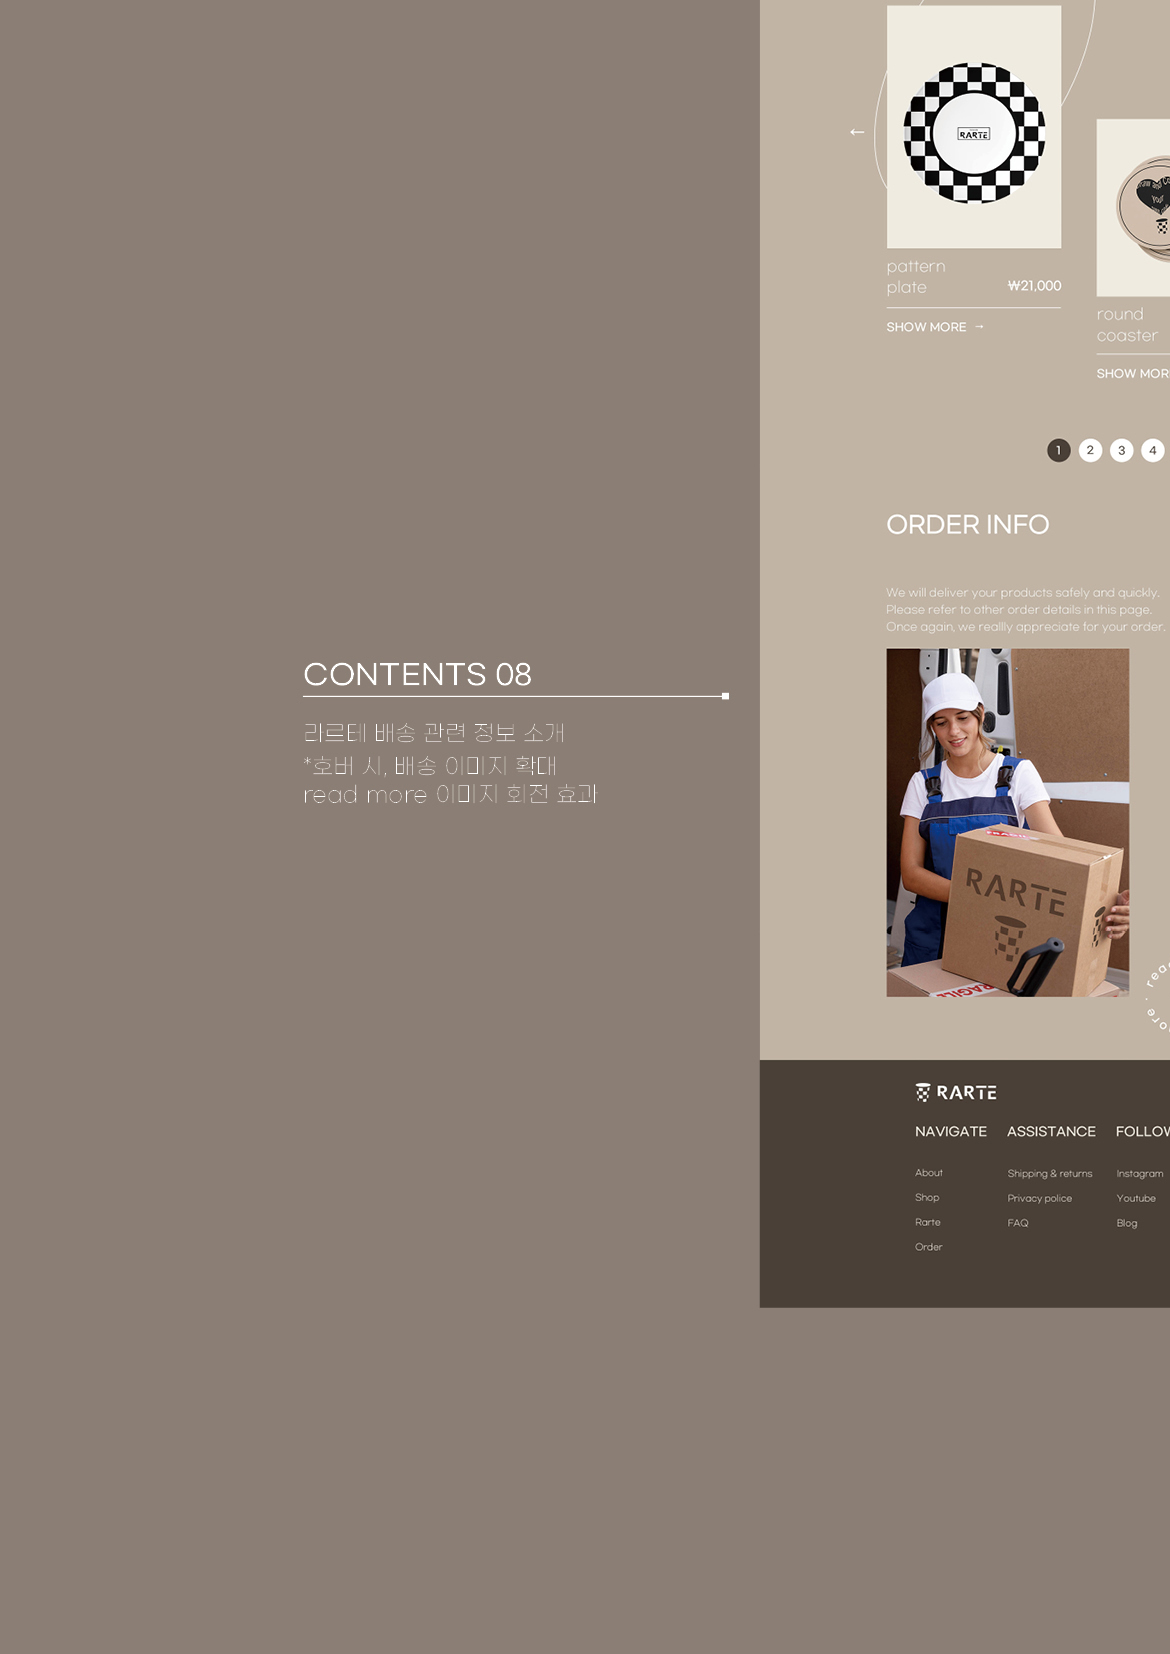 CONTENTS 08
라르테 배송 관련 정보 소개
*호버 시, 배송 이미지 확대
read more 이미지 회전 효과
←
RARTE
pattern
plate
₩21,000
SHOW MORE →
Your
round
coaster
SHOW MOR
1 2 3 4
ORDER INFO
We will deliver your products safely and quickly.
Please refer to other order details in this page.
Once again, we reallly appreciate for your order.
RARTE
FRAGILE
RARTE
NAVIGATE ASSISTANCE FOLLOW
About Shipping & returns Instagram
Shop Privacy police Youtube
Rarte FAQ Blog
Order